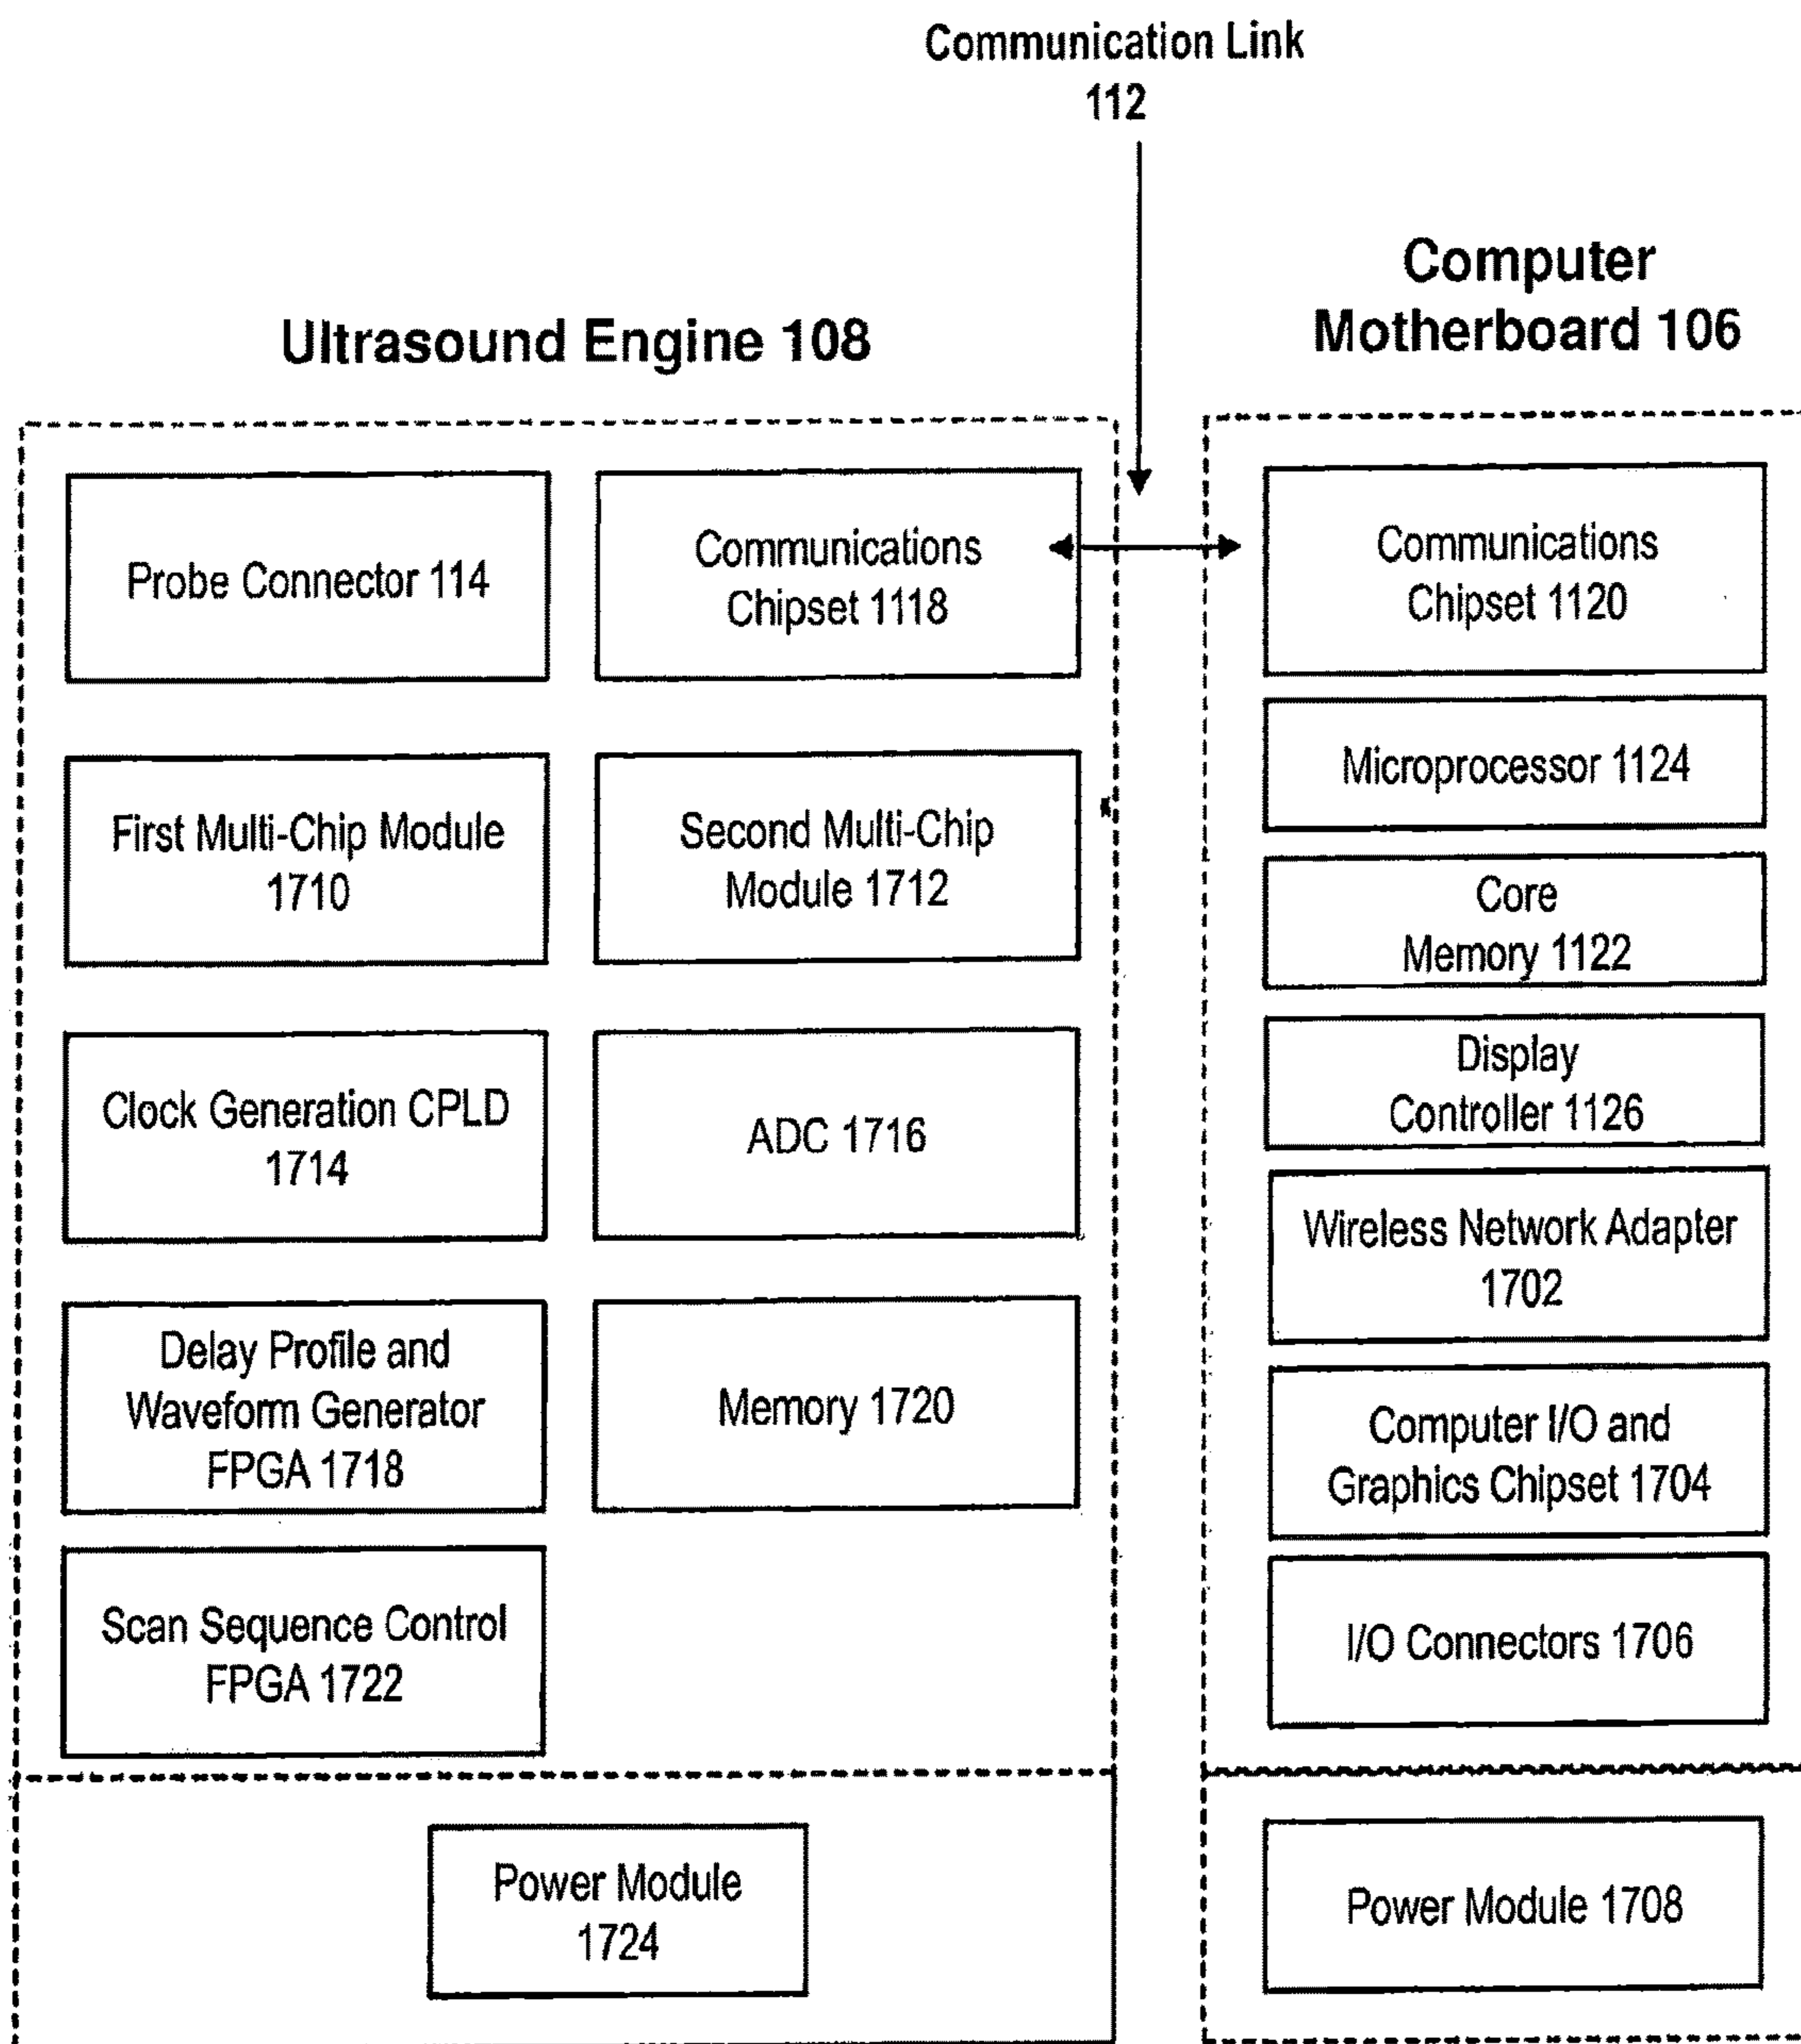 Communication Link
112
Ultrasound Engine 108
Computer
Motherboard 106
Probe Connector 114
Communications
Chipset 1118
First Multi-Chip Module
1710
Second Multi-Chip
Module 1712
Clock Generation CPLD
1714
ADC 1716
Delay Profile and
Waveform Generator
FPGA 1718
Memory 1720
Scan Sequence Control
FPGA 1722
Power Module
1724
Communications
Chipset 1120
Microprocessor 1124
Core
Memory 1122
Display
Controller 1126
Wireless Network Adapter
1702
Computer I/O and
Graphics Chipset 1704
I/O Connectors 1706
Power Module 1708